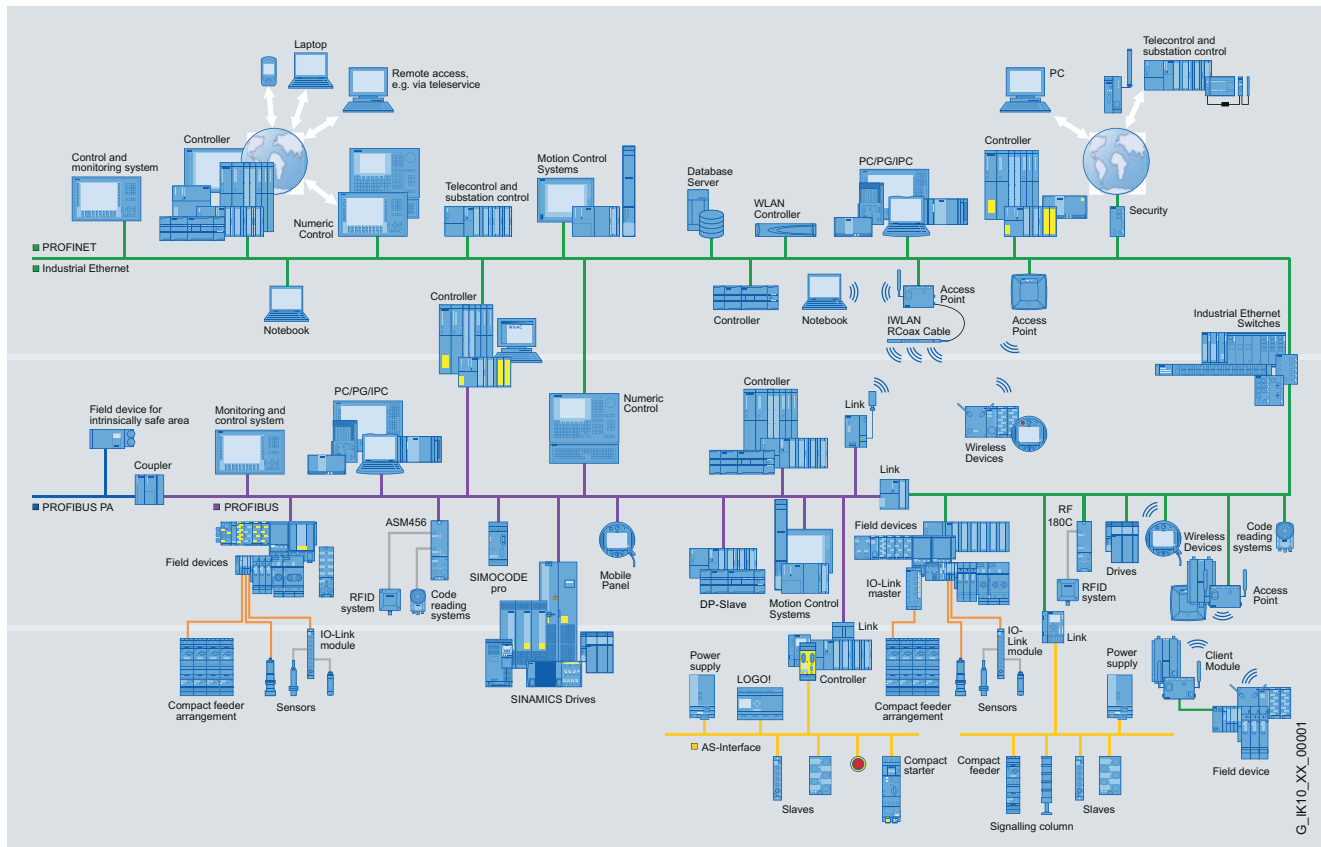 Laptop
Remote access,
e.g. via teleservice
Telecontrol and
substation control
PC
Control and
monitoring system
Controller
Numeric
Control
Telecontrol and
substation control
Motion Control
Systems
Database
Server
WLAN
Controller
PC/PG/IPC
Controller
Security
PROFINET
Industrial Ethernet
Notebook
Controller
WinAC
Controller
Notebook
Access
Point
IWLAN
RCoax Cable
Access
Point
Industrial Ethernet
Switches
Field device for
intrinsically safe area
Monitoring and
control system
PC/PG/IPC
Numeric
Control
Controller
Link
Wireless
Devices
Coupler
Link
PROFIBUS PA
PROFIBUS
Field devices
ASM456
RFID
system
Code
reading
systems
SIMOCODE
pro
Mobile
Panel
DP-Slave
Motion Control
Systems
Field devices
IO-Link
master
RF
180C
RFID
system
Drives
Wireless
Devices
Code
reading
systems
Access
Point
IO-Link
module
Compact feeder
arrangement
Sensors
SINAMICS Drives
Link
Controller
Power
supply
LOGO!
Compact feeder
arrangement
IO-
Link
module
Sensors
Link
Power
supply
Client
Module
Field device
AS-Interface
Slaves
Compact
starter
Compact
feeder
Signalling column
Slaves
G_IK10_XX_00001